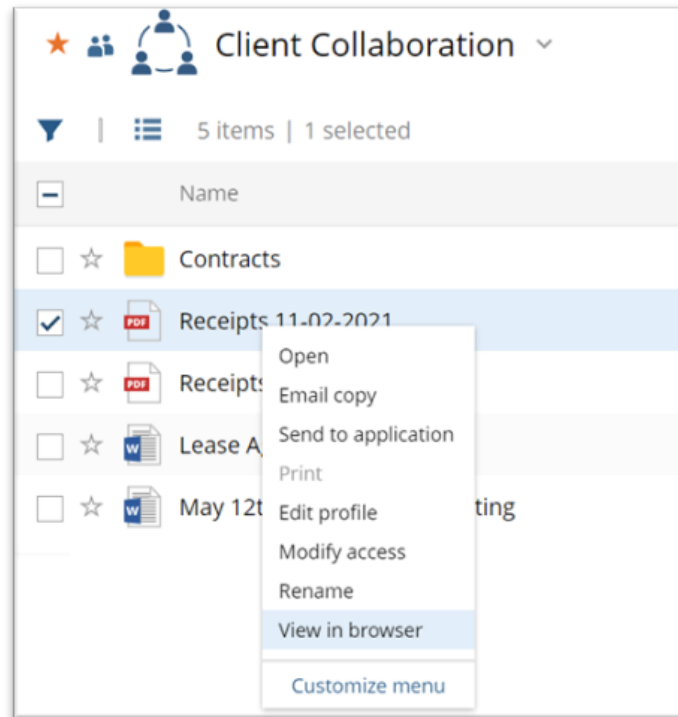 Client Collaboration
5 items | 1 selected
Name
Contracts
PDF Receipts 11-02-2021
Open
PDF Receipts
Email copy
Send to application
W Lease A
Print
W May 12t ting
Edit profile
Modify access
Rename
View in browser
Customize menu